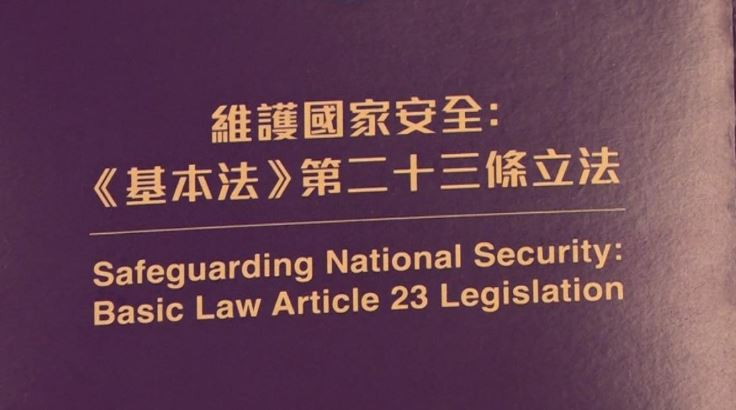 維護國家安全：
《基本法》第二十三條立法
Safeguarding National Security:
Basic Law Article 23 Legislation